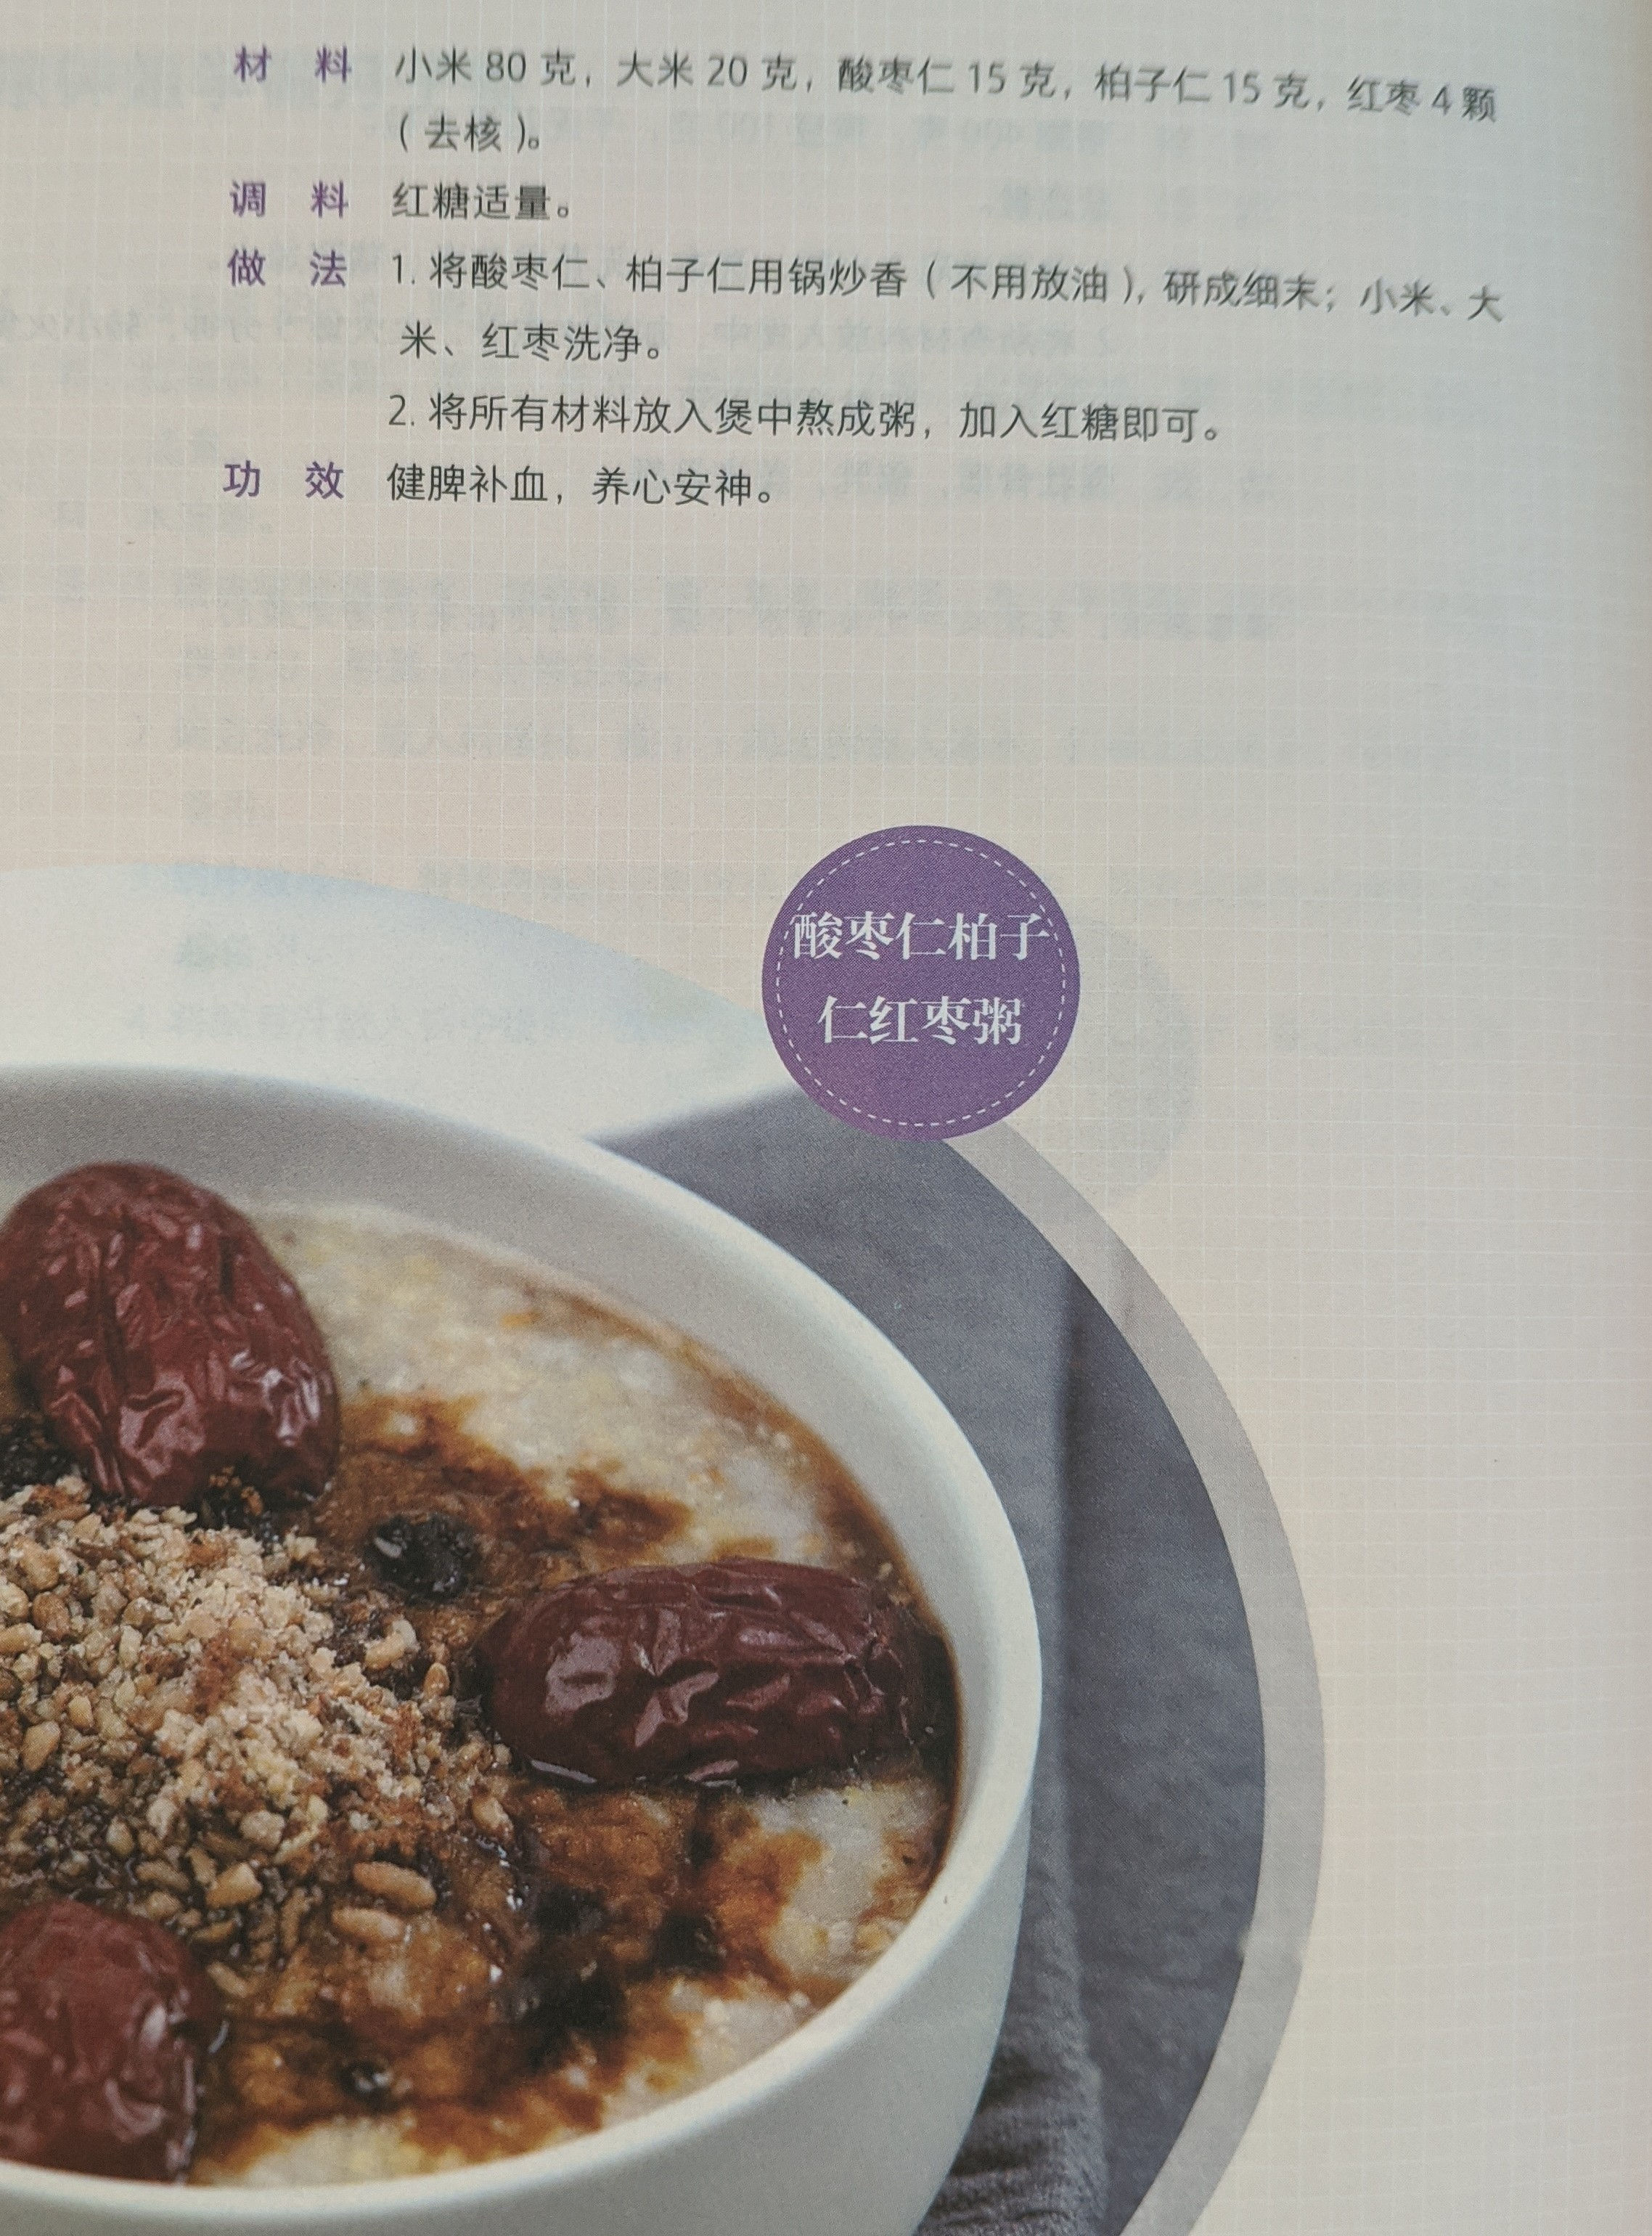 材 料 小米 80 克，大米 20 克，酸枣仁 15 克，柏子仁 15 克，红枣 4 颗
（去核）。
调 料 红糖适量。
做 法 1. 将酸枣仁、柏子仁用锅炒香（不用放油），研成细末；小米、大
米、红枣洗净。
2. 将所有材料放入煲中熬成粥，加入红糖即可。
功 效 健脾补血，养心安神。
酸枣仁柏子
仁红枣粥